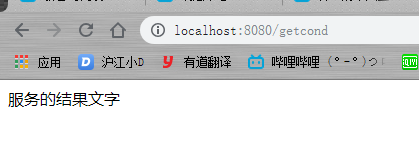 localhost:8080/getcond
应用 沪江小D 有道翻译 哔哩哔哩 (゜-゜)つ
服务的结果文字